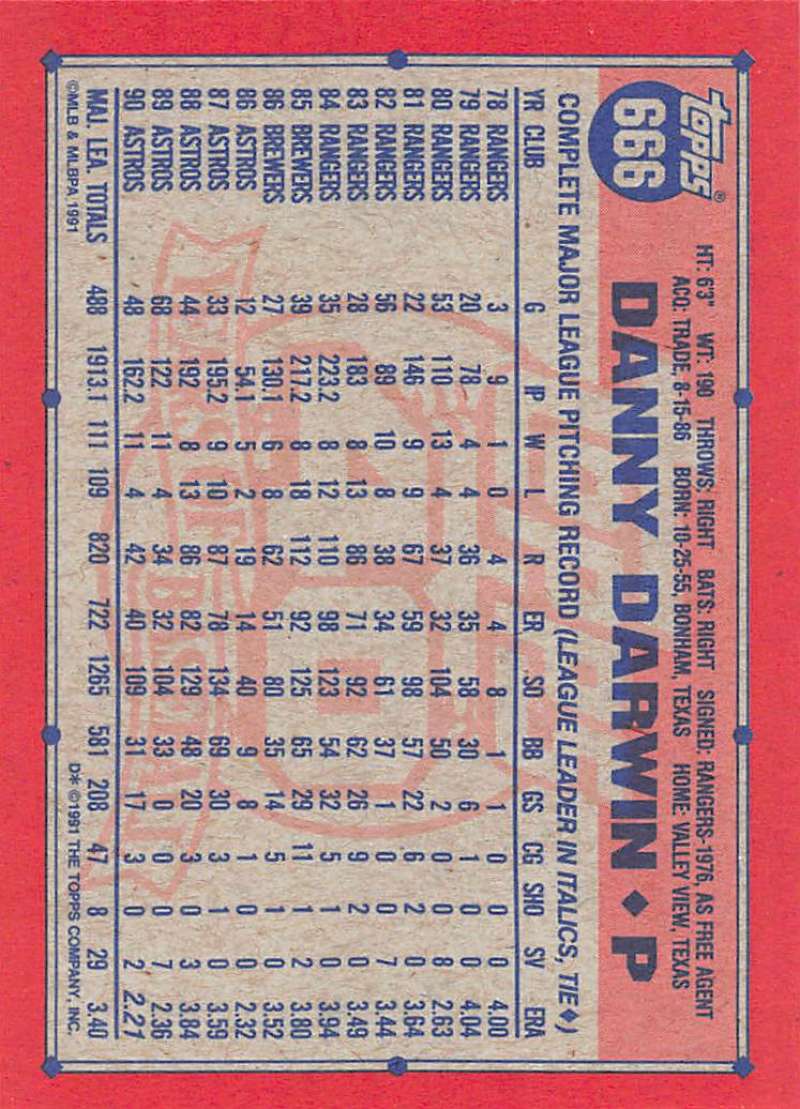 topps®
666
HT: 6'3" WT: 190 THROWS: RIGHT BATS: RIGHT SIGNED: RANGERS-1976, AS FREE AGENT
ACQ: TRADE, 8-15-86 BORN: 10-25-55, BONHAM, TEXAS HOME: VALLEY VIEW, TEXAS
DANNY DARWIN ♦ P
COMPLETE MAJOR LEAGUE PITCHING RECORD (LEAGUE LEADER IN ITALICS, TIE♦)
YR CLUB G IP W L R ER SO BB GS CG SHO SV ERA
78 RANGERS 3 9 1 0 4 4 8 1 1 0 0 0 4.00
79 RANGERS 20 78 4 4 36 35 58 30 6 1 0 0 4.04
80 RANGERS 53 110 13 4 37 32 104 50 2 0 0 8 2.63
81 RANGERS 22 146 9 9 67 59 98 57 22 6 2 0 3.64
82 RANGERS 56 89 10 8 38 34 61 37 1 0 0 7 3.44
83 RANGERS 28 183 8 13 86 71 92 62 26 9 2 0 3.49
84 RANGERS 35 223.2 8 12 110 98 123 54 32 5 1 0 3.94
85 BREWERS 39 217.2 8 18 112 92 125 65 29 11 1 2 3.80
86 BREWERS 27 130.1 6 8 62 51 80 35 14 5 1 0 3.52
86 ASTROS 12 54.1 5 2 19 14 40 9 8 1 0 0 2.32
87 ASTROS 33 195.2 9 10 87 78 134 69 30 3 1 0 3.59
88 ASTROS 44 192 8 13 86 82 129 48 20 3 0 3 3.84
89 ASTROS 68 122 11 4 34 32 104 33 0 0 0 7 2.36
90 ASTROS 48 162.2 11 4 42 40 109 31 17 3 0 2 2.21
MAJ. LEA. TOTALS 488 1913.1 111 109 820 722 1265 581 208 47 8 29 3.40
YEARS OF BASEBALL
©MLB & MLBPA 1991
D* ©1991 THE TOPPS COMPANY, INC.